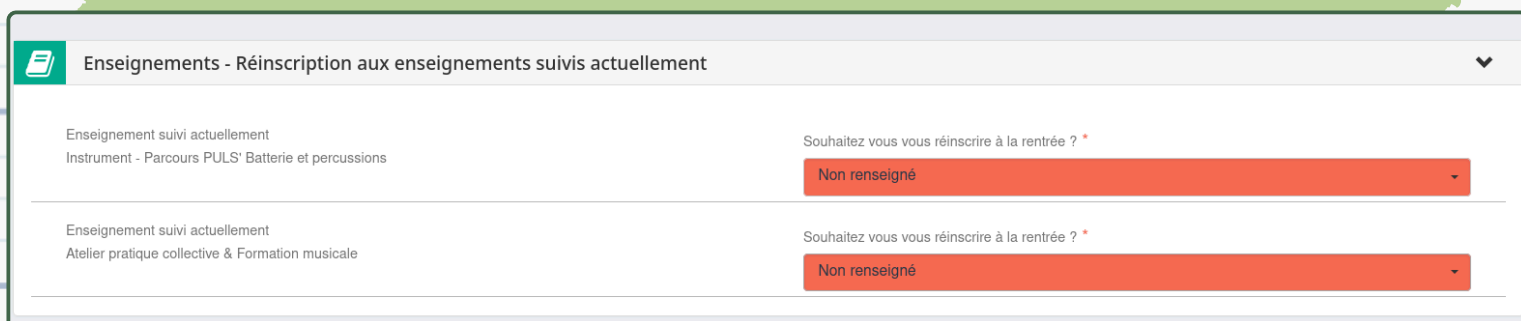 Enseignements - Réinscription aux enseignements suivis actuellement
Enseignement suivi actuellement
Instrument - Parcours PULS' Batterie et percussions
Souhaitez vous vous réinscrire à la rentrée ? *
Non renseigné
Enseignement suivi actuellement
Atelier pratique collective & Formation musicale
Souhaitez vous vous réinscrire à la rentrée ? *
Non renseigné